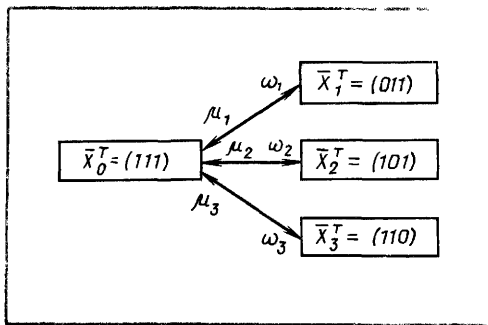 ω₁ X̄₁ᵀ = (011)
μ₁
X̄₀ᵀ = (111) μ₂ ω₂ X̄₂ᵀ = (101)
μ₃
ω₃ X̄₃ᵀ = (110)